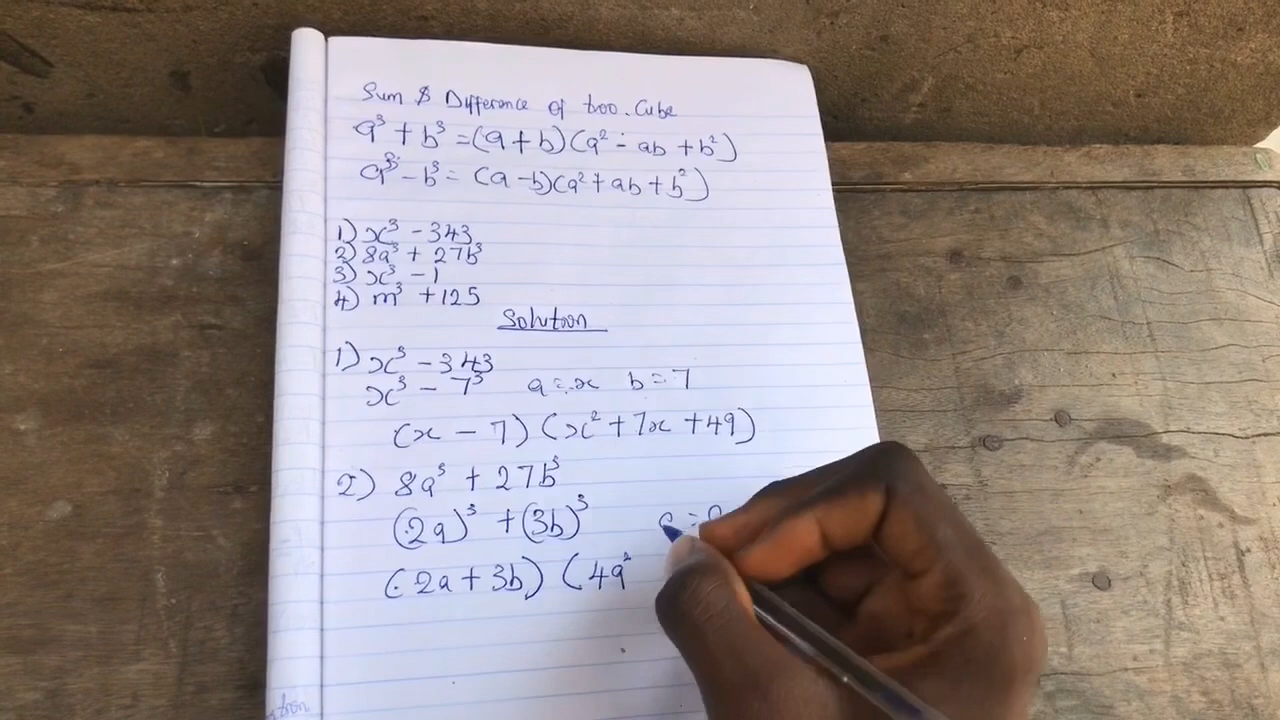 Sum & Difference of two. Cube
a³ + b³ = (a + b)(a² - ab + b²)
a³ - b³ = (a - b)(a² + ab + b²)
1) x³ - 343
2) 8a³ + 27b³
3) x³ - 1
4) m³ + 125
Solution
1) x³ - 343
x³ - 7³ a = x b = 7
(x - 7) (x² + 7x + 49)
2) 8a³ + 27b³
(2a)³ + (3b)³
(2a + 3b) (4a²